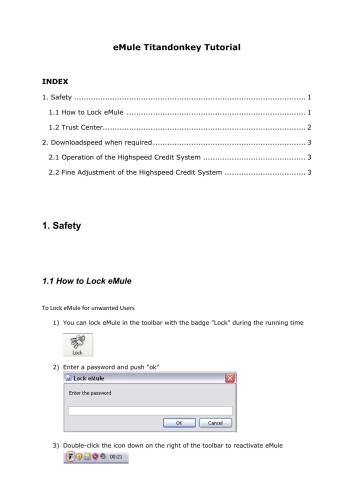 eMule Titandonkey Tutorial
INDEX
1. Safety ................................................................................................ 1
1.1 How to Lock eMule .......................................................................... 1
1.2 Trust Center.................................................................................... 2
2. Downloadspeed when required................................................................ 3
2.1 Operation of the Highspeed Credit System .......................................... 3
2.2 Fine Adjustment of the Highspeed Credit System ................................. 3
1. Safety
1.1 How to Lock eMule
To Lock eMule for unwanted Users
1) You can lock eMule in the toolbar with the badge "Lock" during the running time
Lock
2) Enter a password and push "ok"
Lock eMule
Enter the password
OK Cancel
3) Double-click the icon down on the right of the toolbar to reactivate eMule
00:21